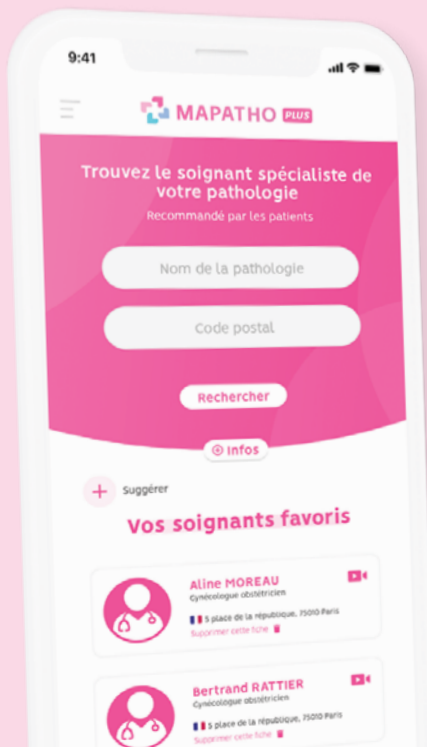 9:41
MAPATHO PLUS
Trouvez le soignant spécialiste de
votre pathologie
Recommandé par les patients
Nom de la pathologie
Code postal
Rechercher
Infos
Suggérer
Vos soignants favoris
Aline MOREAU
Gynécologue obstétricien
5 place de la république, 75010 Paris
Supprimer cette fiche
Bertrand RATTIER
Gynécologue obstétricien
5 place de la république, 75010 Paris
Supprimer cette fiche